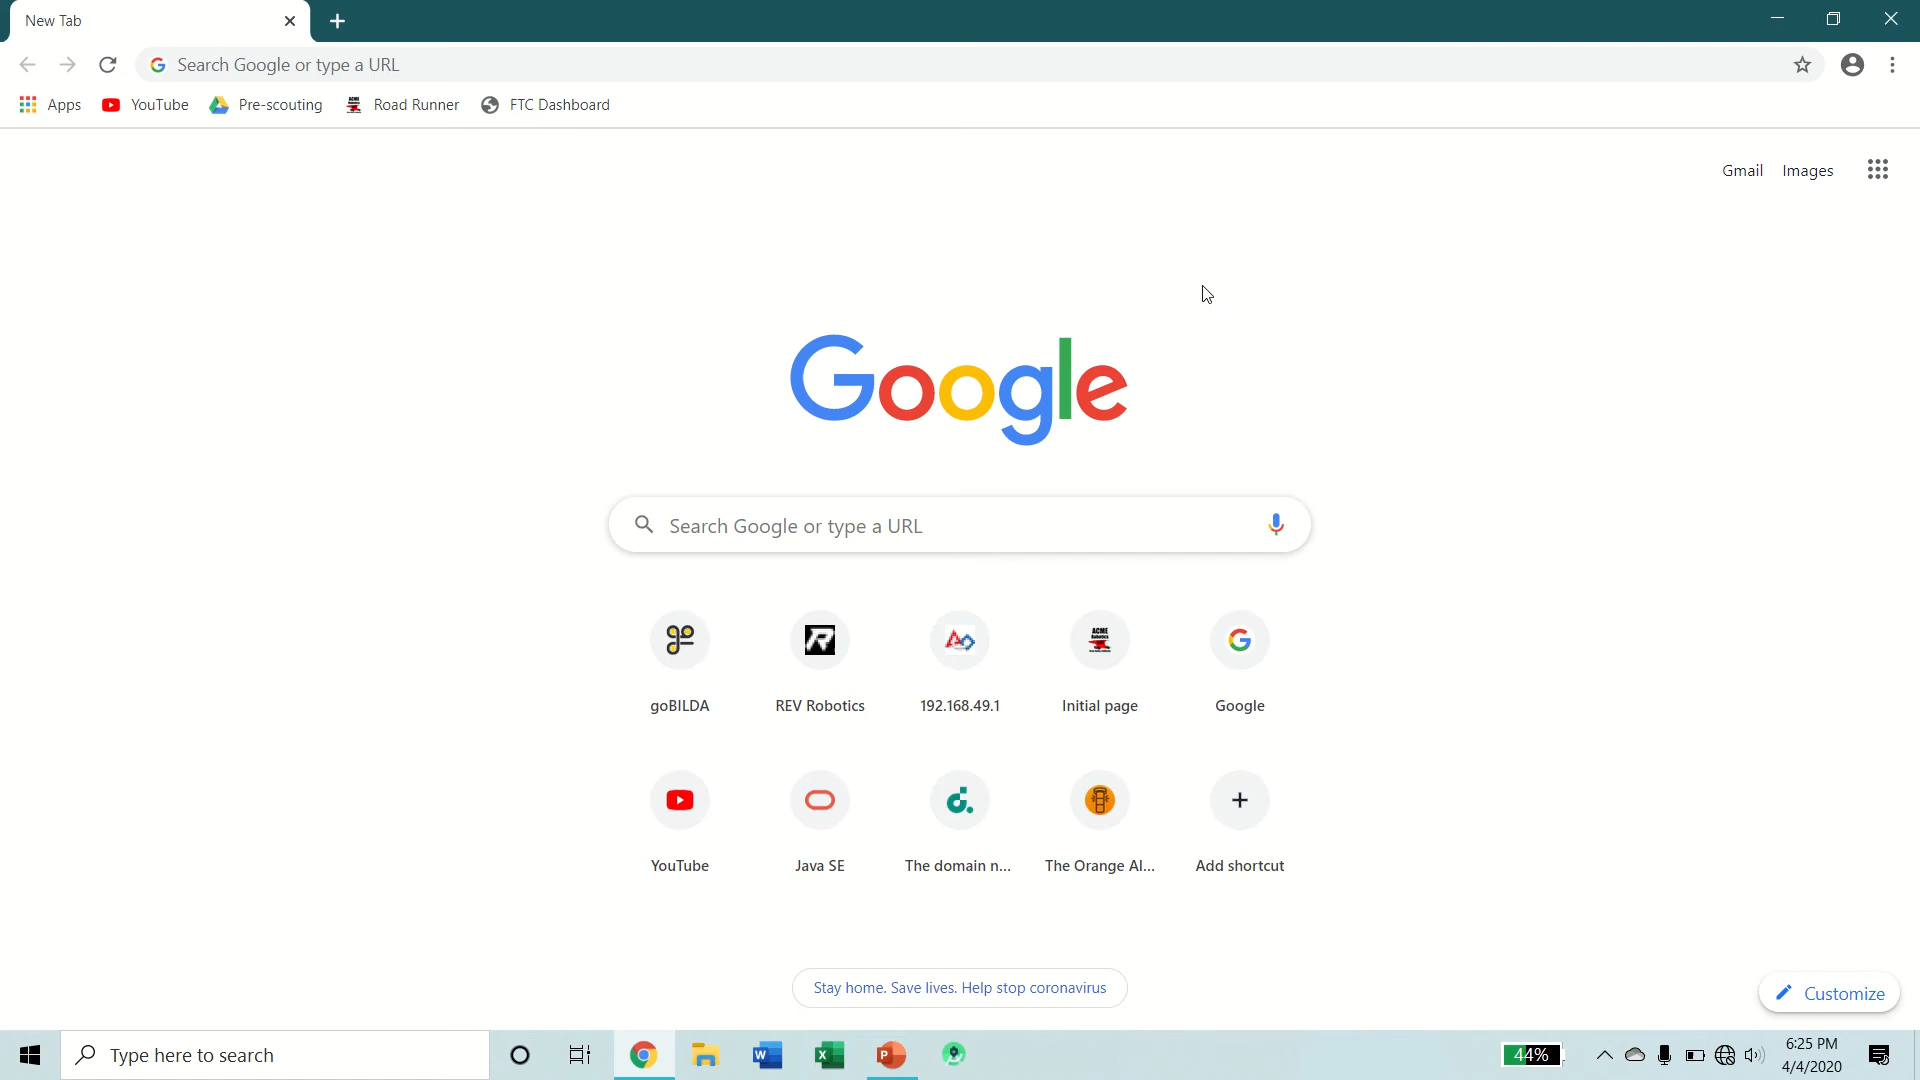 New Tab
Search Google or type a URL
Apps YouTube Pre-scouting Road Runner FTC Dashboard
Gmail Images
Google
Search Google or type a URL
goBILDA REV Robotics 192.168.49.1 Initial page Google
YouTube Java SE The domain n... The Orange Al... Add shortcut
Stay home. Save lives. Help stop coronavirus
Customize
Type here to search
44%
6:25 PM
4/4/2020